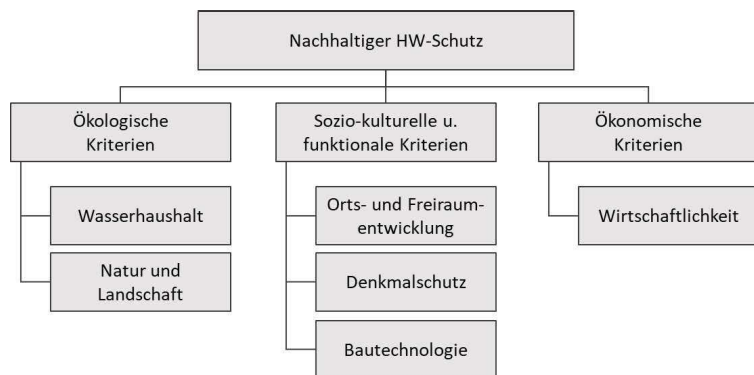 Nachhaltiger HW-Schutz
Ökologische
Kriterien
Sozio-kulturelle u.
funktionale Kriterien
Ökonomische
Kriterien
Wasserhaushalt
Natur und
Landschaft
Orts- und Freiraum-
entwicklung
Denkmalschutz
Bautechnologie
Wirtschaftlichkeit